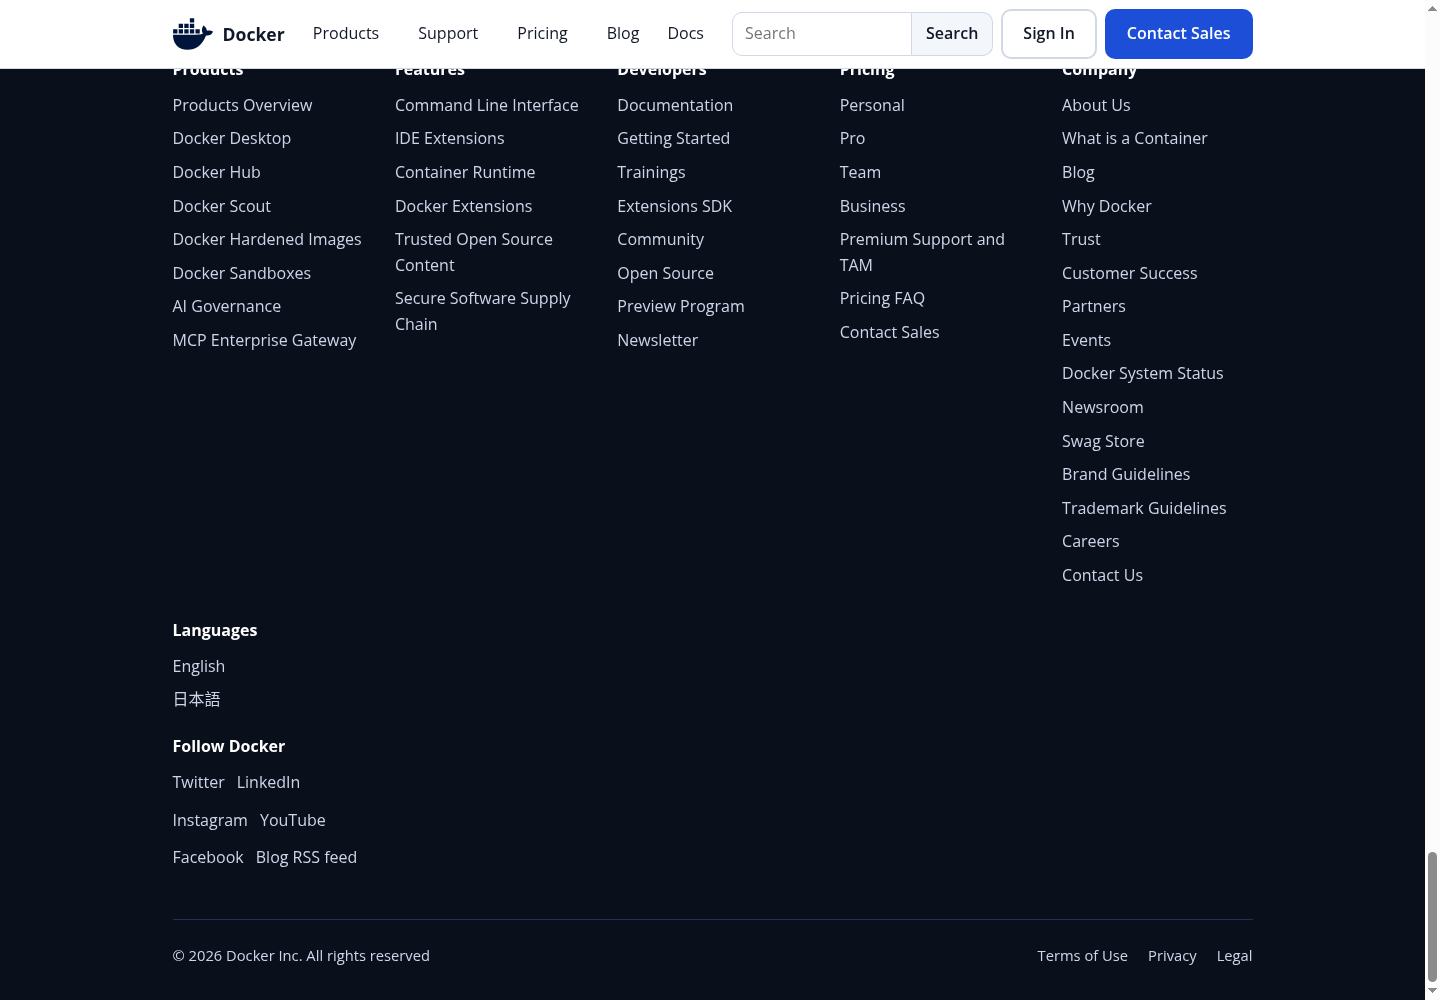 Docker
Products
Support
Pricing
Blog
Docs
Search
Search
Sign In
Contact Sales
Products
Products Overview
Docker Desktop
Docker Hub
Docker Scout
Docker Hardened Images
Docker Sandboxes
AI Governance
MCP Enterprise Gateway
Features
Command Line Interface
IDE Extensions
Container Runtime
Docker Extensions
Trusted Open Source
Content
Secure Software Supply
Chain
Developers
Documentation
Getting Started
Trainings
Extensions SDK
Community
Open Source
Preview Program
Newsletter
Pricing
Personal
Pro
Team
Business
Premium Support and
TAM
Pricing FAQ
Contact Sales
Company
About Us
What is a Container
Blog
Why Docker
Trust
Customer Success
Partners
Events
Docker System Status
Newsroom
Swag Store
Brand Guidelines
Trademark Guidelines
Careers
Contact Us
Languages
English
日本語
Follow Docker
Twitter LinkedIn
Instagram YouTube
Facebook Blog RSS feed
© 2026 Docker Inc. All rights reserved
Terms of Use Privacy Legal